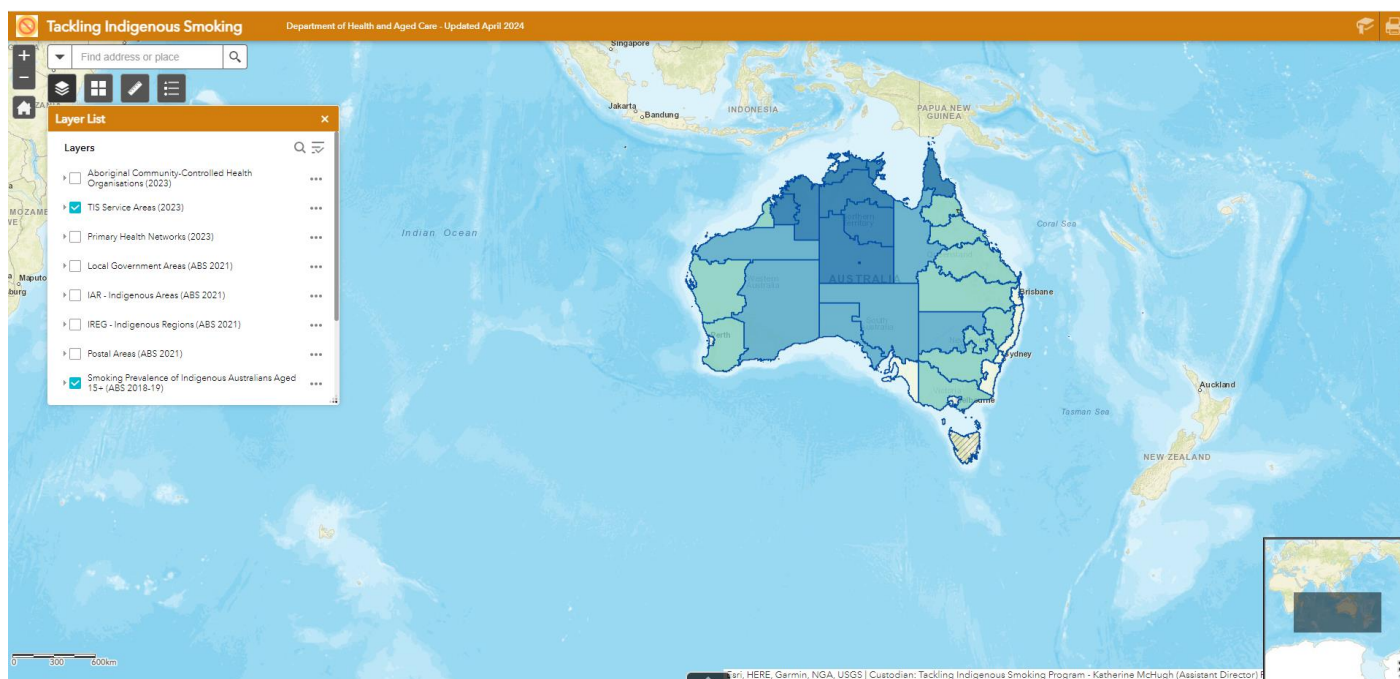 Tackling Indigenous Smoking
Department of Health and Aged Care - Updated April 2024
Find address or place
Layer List
Layers
Aboriginal Community-Controlled Health
Organisations (2023)
TIS Service Areas (2023)
Primary Health Networks (2023)
Local Government Areas (ABS 2021)
IAR - Indigenous Areas (ABS 2021)
IREG - Indigenous Regions (ABS 2021)
Postal Areas (ABS 2021)
Smoking Prevalence of Indigenous Australians Aged
15+ (ABS 2018-19)
Singapore
Jakarta
Bandung
INDONESIA
PAPUA NEW
GUINEA
Indian Ocean
Coral Sea
Maputo
AUSTRALIA
Brisbane
Perth
Sydney
Auckland
Tasman Sea
NEW ZEALAND
0 300 600km
Esri, HERE, Garmin, NGA, USGS | Custodian: Tackling Indigenous Smoking Program - Katherine McHugh (Assistant Director)